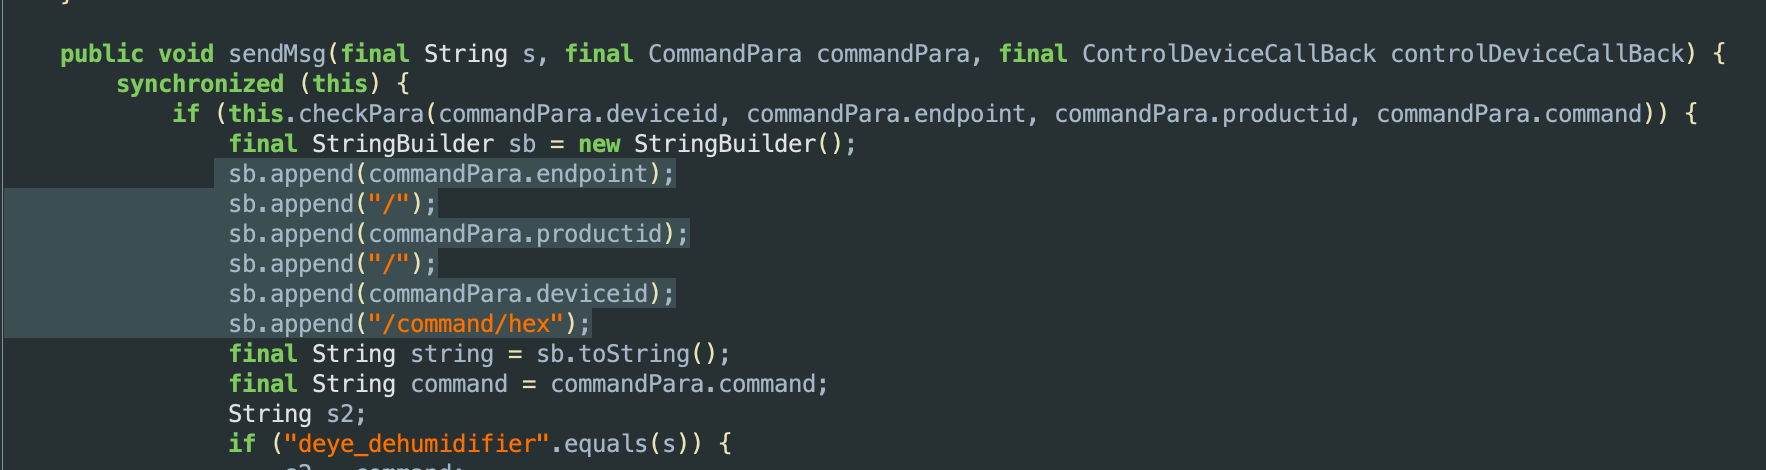 public void sendMsg(final String s, final CommandPara commandPara, final ControlDeviceCallBack controlDeviceCallBack) {
synchronized (this) {
if (this.checkPara(commandPara.deviceid, commandPara.endpoint, commandPara.productid, commandPara.command)) {
final StringBuilder sb = new StringBuilder();
sb.append(commandPara.endpoint);
sb.append("/");
sb.append(commandPara.productid);
sb.append("/");
sb.append(commandPara.deviceid);
sb.append("/command/hex");
final String string = sb.toString();
final String command = commandPara.command;
String s2;
if ("deye_dehumidifier".equals(s)) {